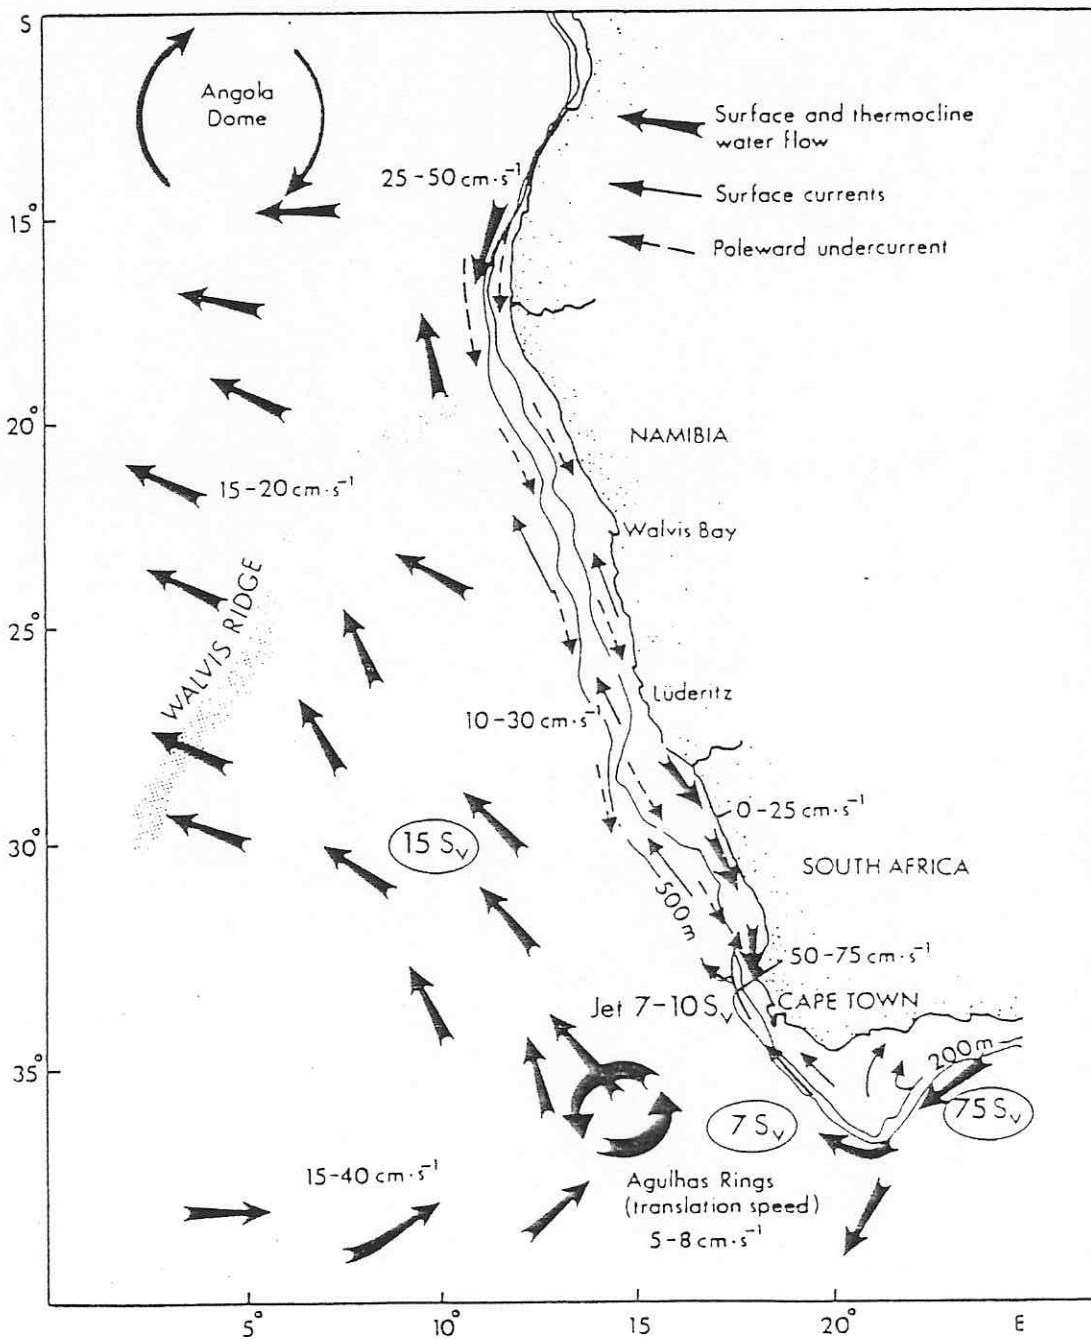 S
Angola
Dome
Surface and thermocline
water flow
25-50 cm·s⁻¹
Surface currents
15°
Poleward undercurrent
20°
NAMIBIA
15-20 cm·s⁻¹
Walvis Bay
WALVIS RIDGE
25°
Lüderitz
10-30 cm·s⁻¹
0-25 cm·s⁻¹
30°
15 Sv
SOUTH AFRICA
500 m
50-75 cm·s⁻¹
Jet 7-10 Sv
CAPE TOWN
200 m
35°
7 Sv
75 Sv
15-40 cm·s⁻¹
Agulhas Rings
(translation speed)
5-8 cm·s⁻¹
5°
10°
15
20°
E